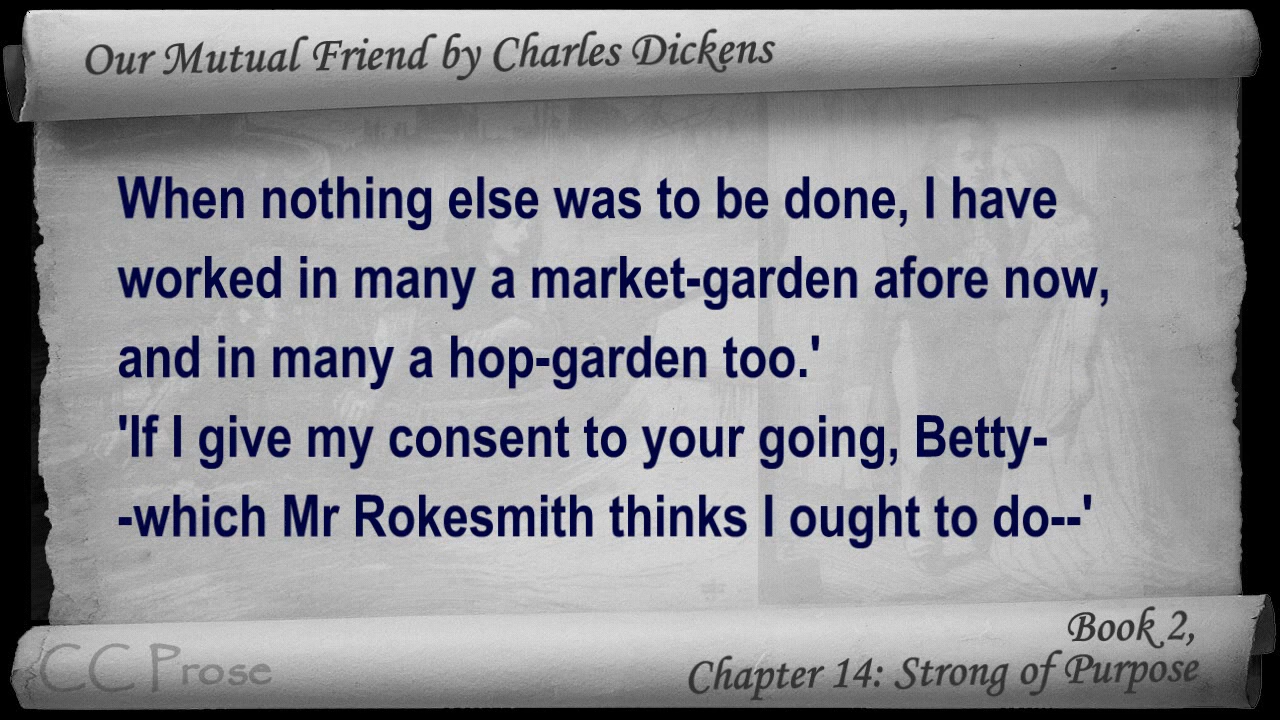 Our Mutual Friend by Charles Dickens
When nothing else was to be done, I have
worked in many a market-garden afore now,
and in many a hop-garden too.'
'If I give my consent to your going, Betty-
-which Mr Rokesmith thinks I ought to do--'
Book 2,
CC Prose
Chapter 14: Strong of Purpose